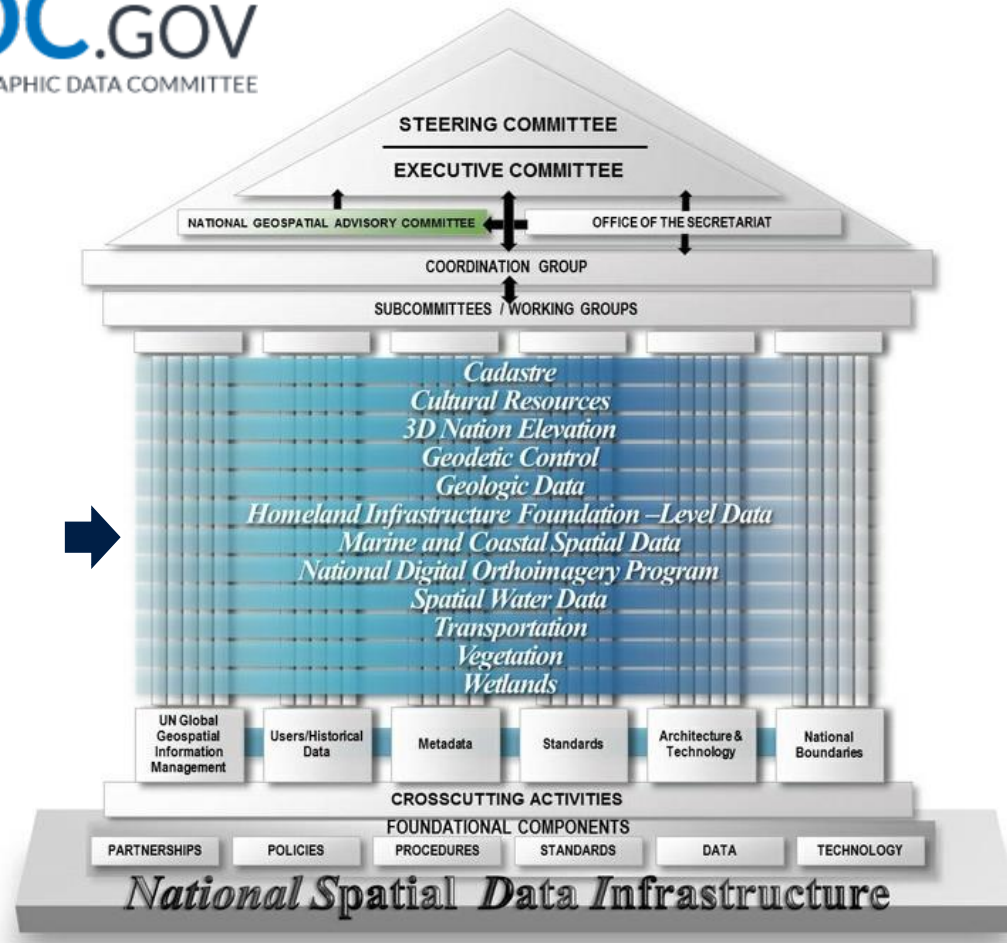 DC.GOV
APHIC DATA COMMITTEE
STEERING COMMITTEE
EXECUTIVE COMMITTEE
NATIONAL GEOSPATIAL ADVISORY COMMITTEE
OFFICE OF THE SECRETARIAT
COORDINATION GROUP
SUBCOMMITTEES / WORKING GROUPS
Cadastre
Cultural Resources
3D Nation Elevation
Geodetic Control
Geologic Data
Homeland Infrastructure Foundation –Level Data
Marine and Coastal Spatial Data
National Digital Orthoimagery Program
Spatial Water Data
Transportation
Vegetation
Wetlands
UN Global
Geospatial
Information
Management
Users/Historical
Data
Metadata
Standards
Architecture &
Technology
National
Boundaries
CROSSCUTTING ACTIVITIES
FOUNDATIONAL COMPONENTS
PARTNERSHIPS
POLICIES
PROCEDURES
STANDARDS
DATA
TECHNOLOGY
National Spatial Data Infrastructure